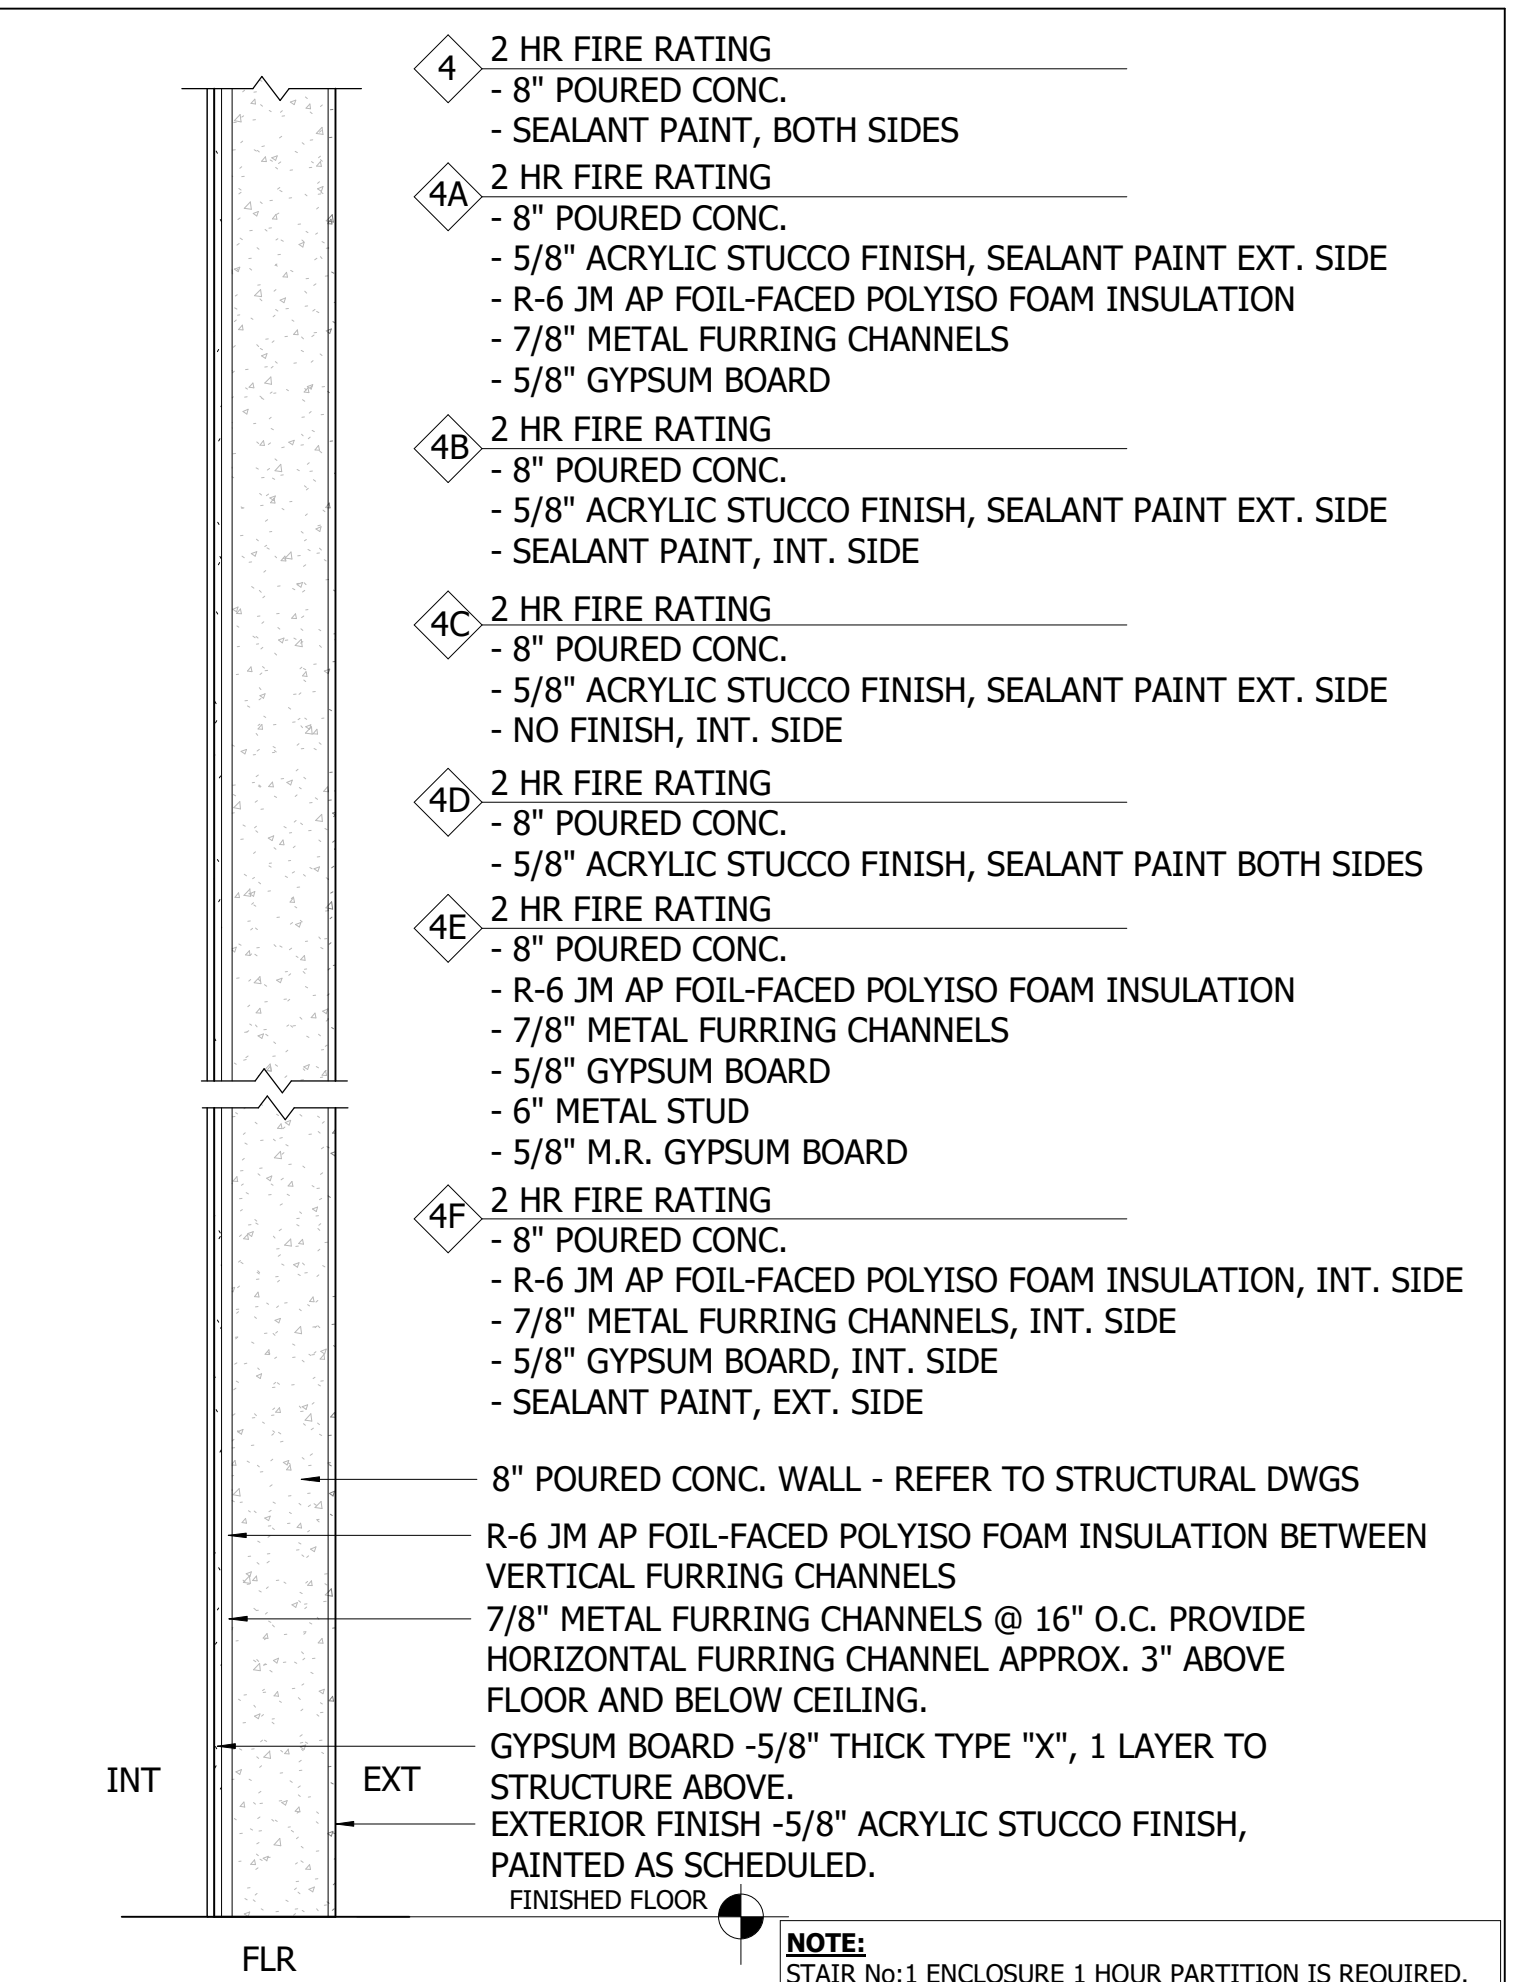 4
2 HR FIRE RATING
- 8" POURED CONC.
- SEALANT PAINT, BOTH SIDES
4A
2 HR FIRE RATING
- 8" POURED CONC.
- 5/8" ACRYLIC STUCCO FINISH, SEALANT PAINT EXT. SIDE
- R-6 JM AP FOIL-FACED POLYISO FOAM INSULATION
- 7/8" METAL FURRING CHANNELS
- 5/8" GYPSUM BOARD
4B
2 HR FIRE RATING
- 8" POURED CONC.
- 5/8" ACRYLIC STUCCO FINISH, SEALANT PAINT EXT. SIDE
- SEALANT PAINT, INT. SIDE
4C
2 HR FIRE RATING
- 8" POURED CONC.
- 5/8" ACRYLIC STUCCO FINISH, SEALANT PAINT EXT. SIDE
- NO FINISH, INT. SIDE
4D
2 HR FIRE RATING
- 8" POURED CONC.
- 5/8" ACRYLIC STUCCO FINISH, SEALANT PAINT BOTH SIDES
4E
2 HR FIRE RATING
- 8" POURED CONC.
- R-6 JM AP FOIL-FACED POLYISO FOAM INSULATION
- 7/8" METAL FURRING CHANNELS
- 5/8" GYPSUM BOARD
- 6" METAL STUD
- 5/8" M.R. GYPSUM BOARD
4F
2 HR FIRE RATING
- 8" POURED CONC.
- R-6 JM AP FOIL-FACED POLYISO FOAM INSULATION, INT. SIDE
- 7/8" METAL FURRING CHANNELS, INT. SIDE
- 5/8" GYPSUM BOARD, INT. SIDE
- SEALANT PAINT, EXT. SIDE
8" POURED CONC. WALL - REFER TO STRUCTURAL DWGS
R-6 JM AP FOIL-FACED POLYISO FOAM INSULATION BETWEEN
VERTICAL FURRING CHANNELS
7/8" METAL FURRING CHANNELS @ 16" O.C. PROVIDE
HORIZONTAL FURRING CHANNEL APPROX. 3" ABOVE
FLOOR AND BELOW CEILING.
GYPSUM BOARD -5/8" THICK TYPE "X", 1 LAYER TO
STRUCTURE ABOVE.
INT
EXT
EXTERIOR FINISH -5/8" ACRYLIC STUCCO FINISH,
PAINTED AS SCHEDULED.
FINISHED FLOOR
FLR
NOTE:
STAIR No:1 ENCLOSURE 1 HOUR PARTITION IS REQUIRED.